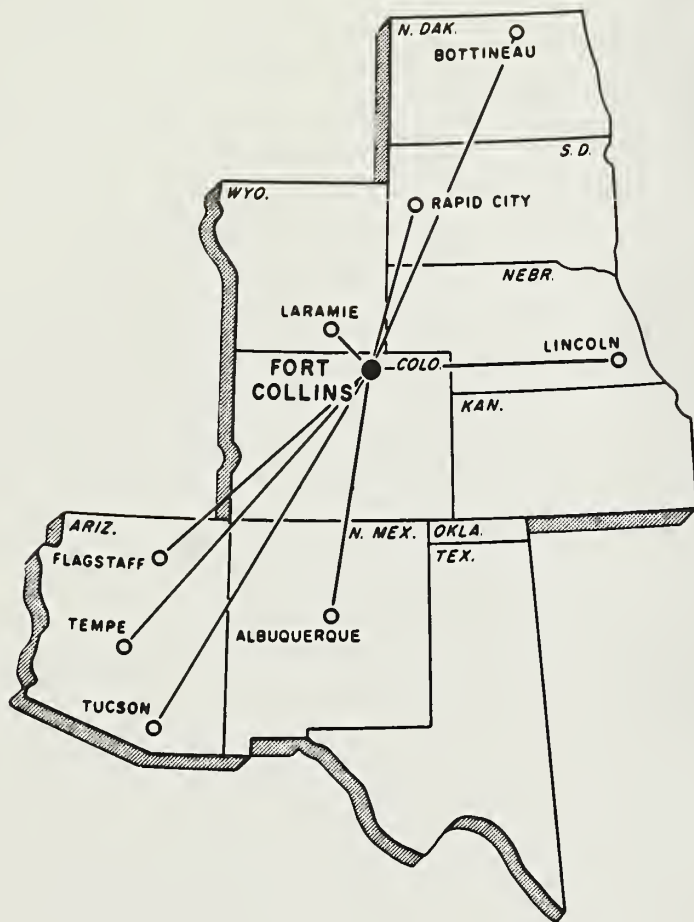 N. DAK.
BOTTINEAU
S. D.
WYO.
RAPID CITY
NEBR.
LARAMIE
LINCOLN
FORT
COLLINS
COLO.
KAN.
ARIZ.
N. MEX.
OKLA.
TEX.
FLAGSTAFF
TEMPE
ALBUQUERQUE
TUCSON